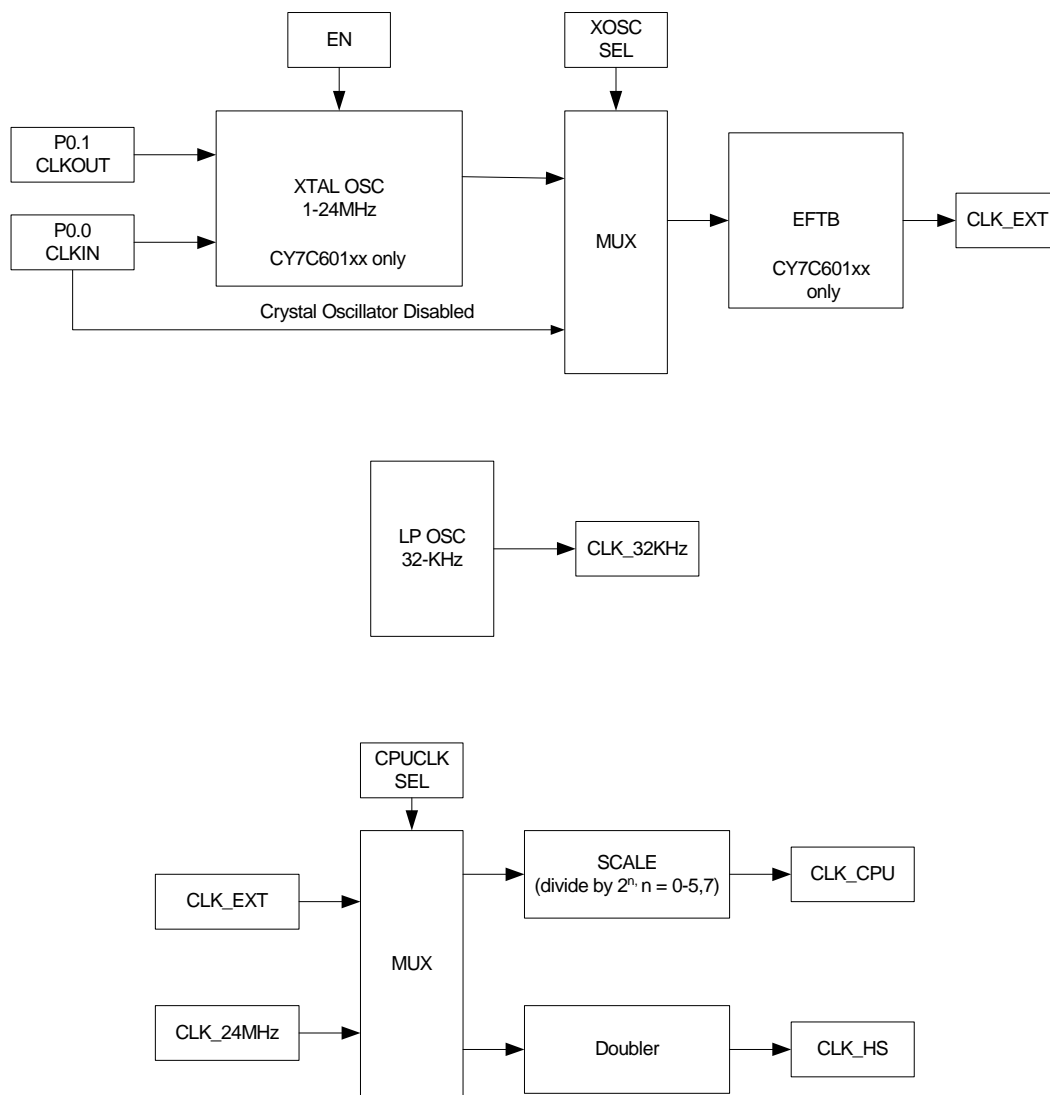 EN
XOSC
SEL
P0.1
CLKOUT
XTAL OSC
1-24MHz
CY7C601xx only
P0.0
CLKIN
MUX
EFTB
CY7C601xx
only
CLK_EXT
Crystal Oscillator Disabled
LP OSC
32-KHz
CLK_32KHz
CPUCLK
SEL
CLK_EXT
MUX
SCALE
(divide by 2n, n = 0-5,7)
CLK_CPU
CLK_24MHz
Doubler
CLK_HS